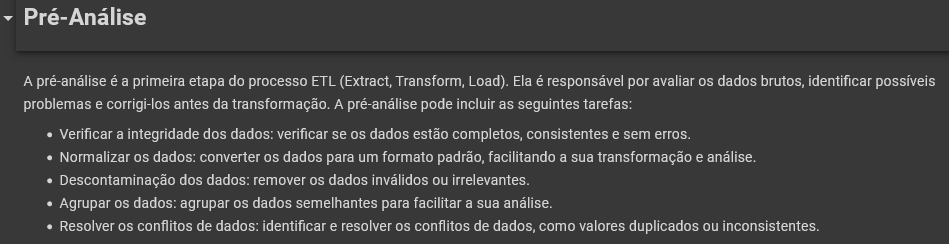 Pré-Análise
A pré-análise é a primeira etapa do processo ETL (Extract, Transform, Load). Ela é responsável por avaliar os dados brutos, identificar possíveis
problemas e corrigi-los antes da transformação. A pré-análise pode incluir as seguintes tarefas:
• Verificar a integridade dos dados: verificar se os dados estão completos, consistentes e sem erros.
• Normalizar os dados: converter os dados para um formato padrão, facilitando a sua transformação e análise.
• Descontaminação dos dados: remover os dados inválidos ou irrelevantes.
• Agrupar os dados: agrupar os dados semelhantes para facilitar a sua análise.
• Resolver os conflitos de dados: identificar e resolver os conflitos de dados, como valores duplicados ou inconsistentes.